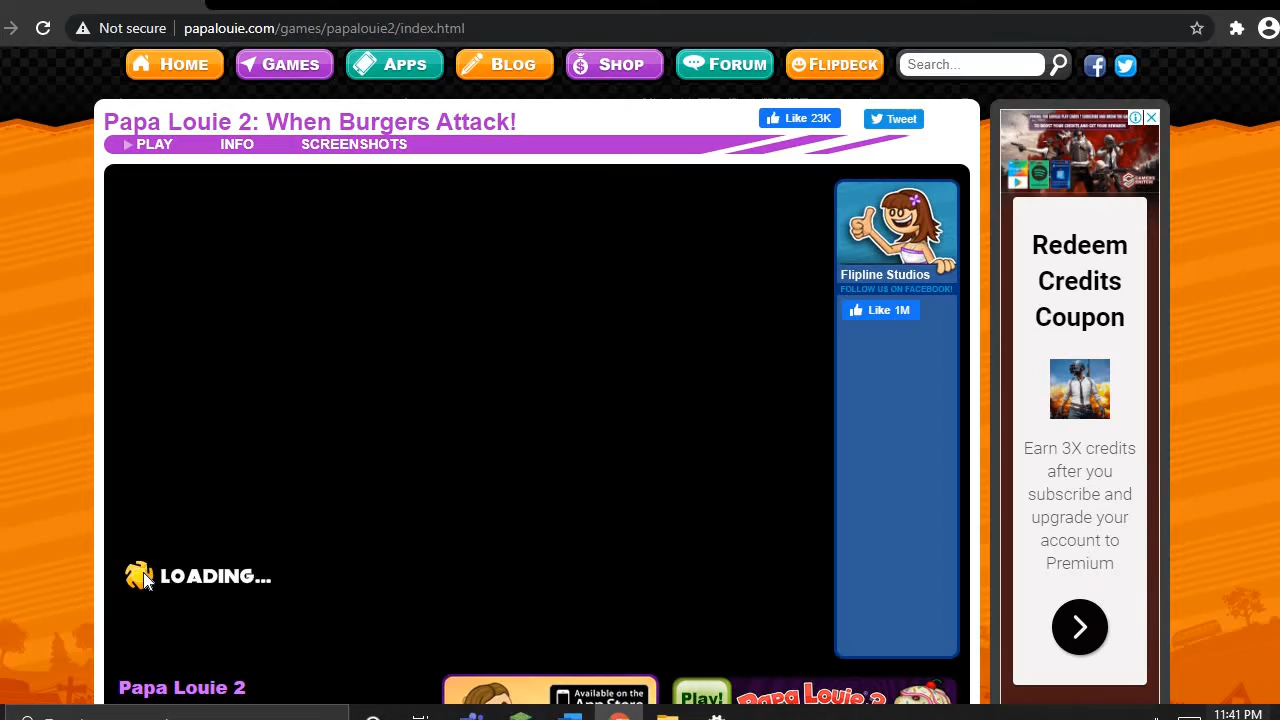 Not secure papalouie.com/games/papalouie2/index.html
HOME GAMES APPS BLOG SHOP FORUM FLIPDECK Search...
Papa Louie 2: When Burgers Attack!
Like 23K Tweet
PLAY INFO SCREENSHOTS
Flipline Studios
FOLLOW US ON FACEBOOK!
Like 1M
Redeem
Credits
Coupon
Earn 3X credits
after you
subscribe and
upgrade your
account to
Premium
LOADING...
Papa Louie 2
Available on the
Play! Papa Louie 2
11:41 PM